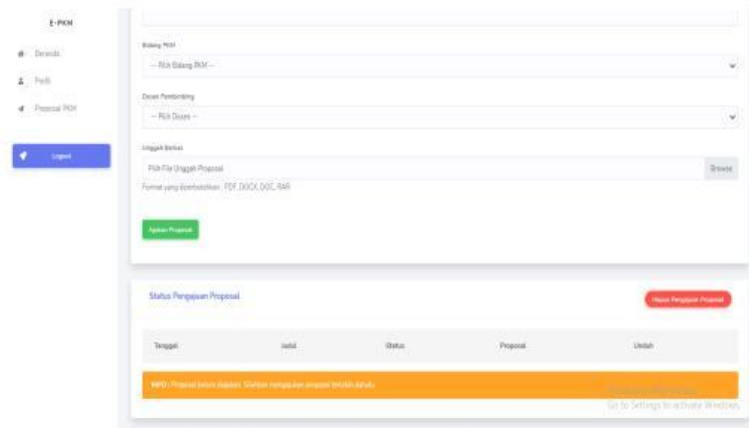 E-PKM
Beranda
Profil
Proposal PKM
Logout
Bidang PKM
-- Pilih Bidang PKM --
Dosen Pembimbing
-- Pilih Dosen --
Unggah Berkas
Pilih File Unggah Proposal
Browse
Format yang diperbolehkan : PDF, DOCX, DOC, RAR
Ajukan Proposal
Status Pengajuan Proposal
Hapus Pengajuan Proposal
Tanggal
Judul
Status
Proposal
Unduh
INFO : Proposal belum diajukan. Silahkan mengajukan proposal terlebih dahulu
Go to Settings to activate Windows.